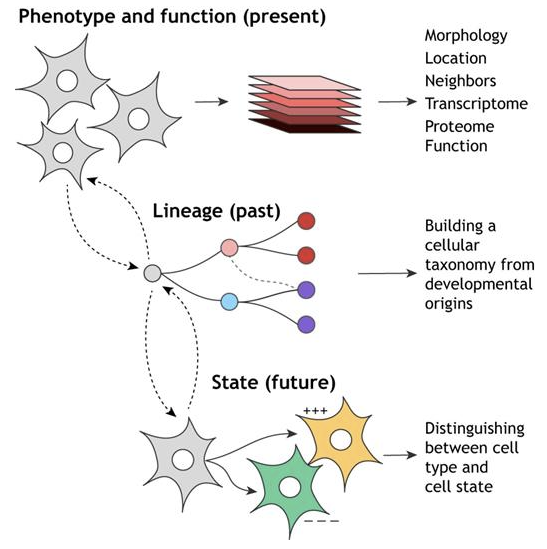 Phenotype and function (present)
Morphology
Location
Neighbors
Transcriptome
Proteome
Function
Lineage (past)
Building a
cellular
taxonomy from
developmental
origins
State (future)
+++
Distinguishing
between cell
type and
cell state
– – –